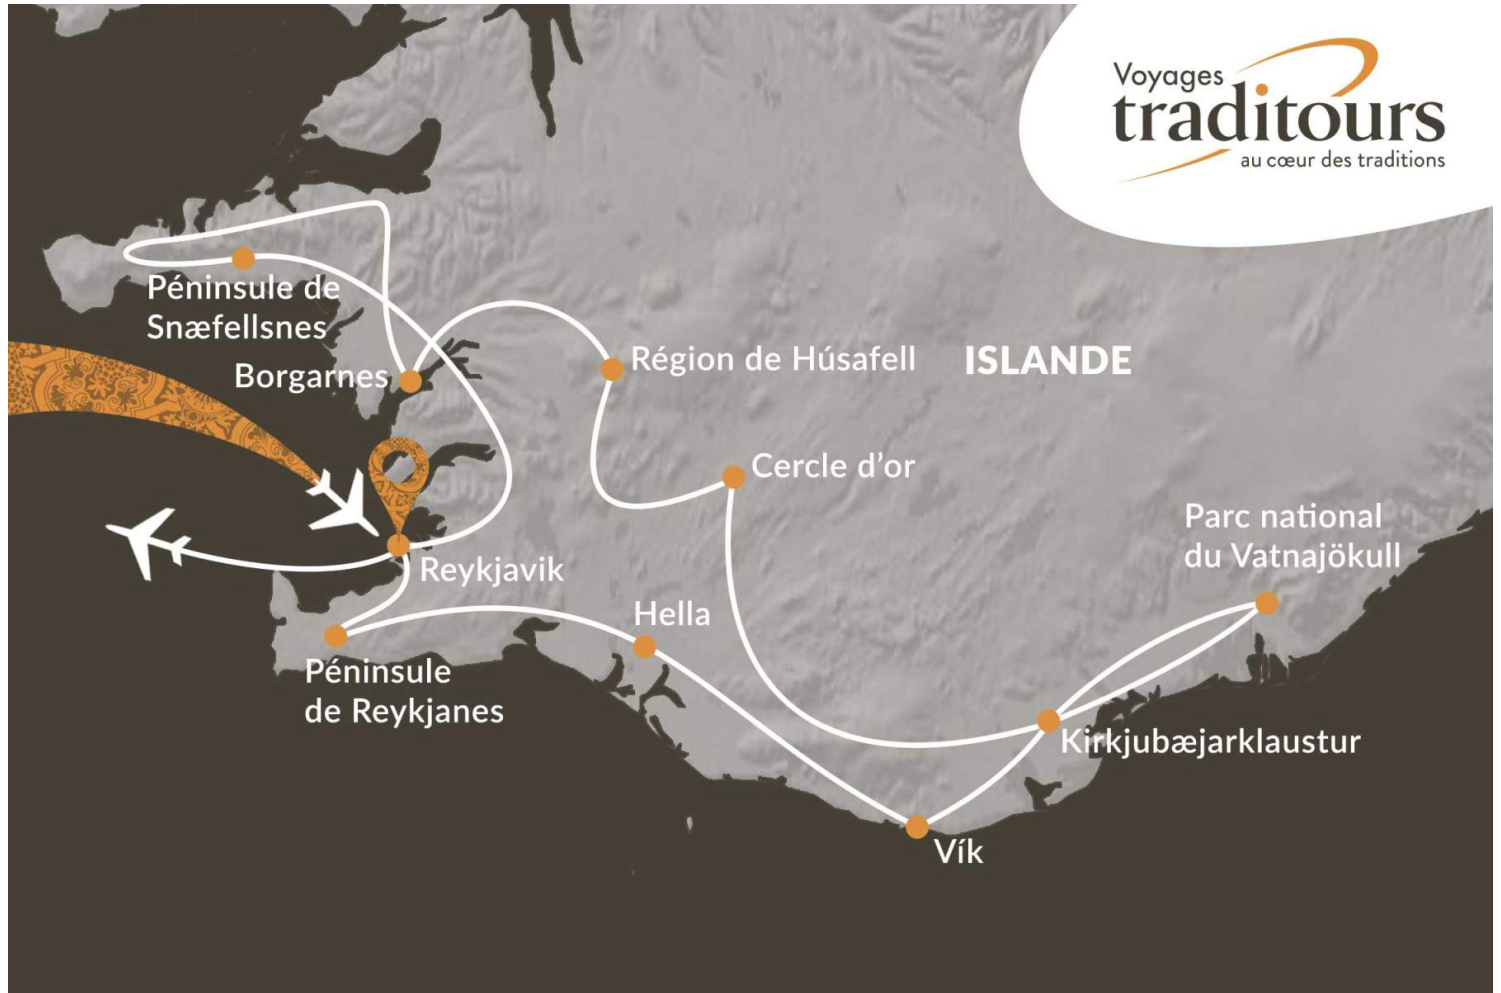 Voyages
traditours
au cœur des traditions
Péninsule de
Snæfellsnes
Borgarnes
Région de Húsafell
ISLANDE
Cercle d'or
Parc national
du Vatnajökull
Reykjavik
Hella
Péninsule
de Reykjanes
Kirkjubæjarklaustur
Vík